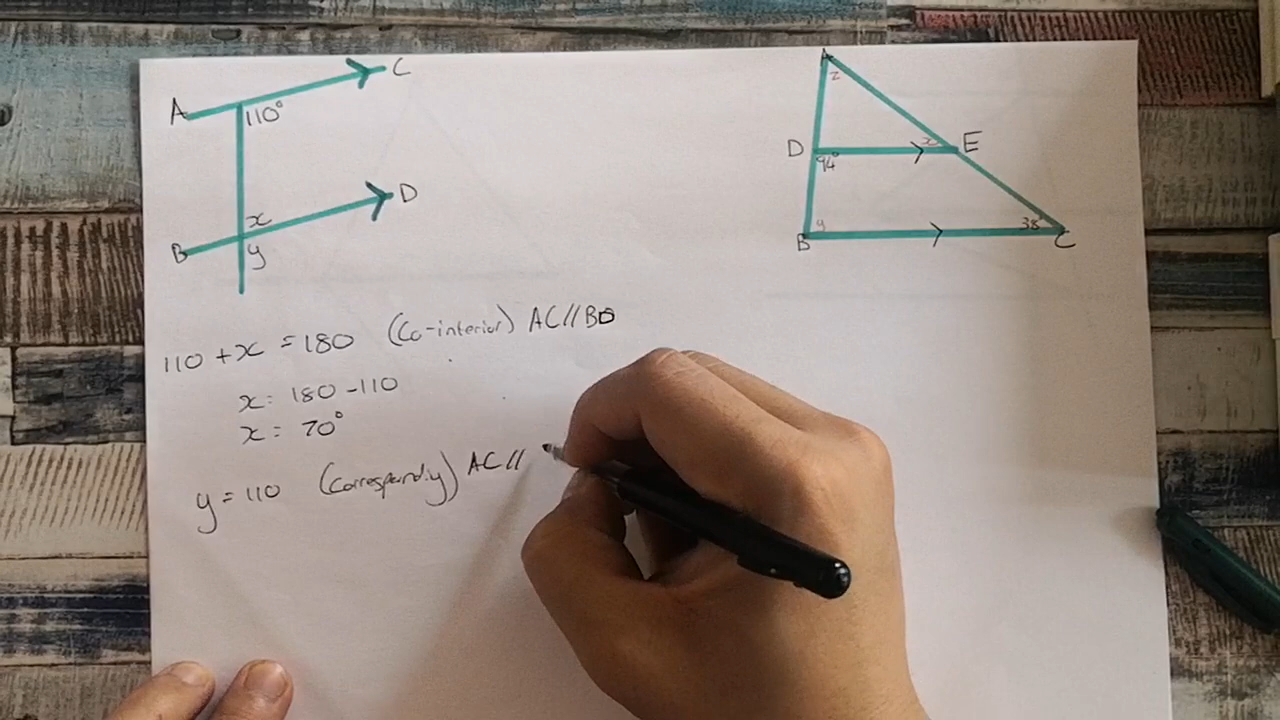 A
C
110°
x
D
B
y
A
z
D
94°
x
E
y
38°
B
C
110 + x = 180 (Co-interior) AC//BD
x = 180 - 110
x = 70°
y = 110 (Corresponding) AC//